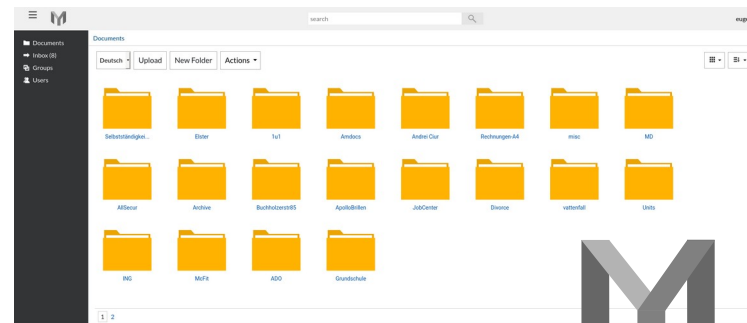 search
Documents
Inbox (8)
Groups
Users
Documents
Deutsch
Upload
New Folder
Actions
Selbstständigkei...
Elster
1u1
Amdocs
Andrei Ciur
Rechnungen-A4
misc
MD
AllSecur
Archive
Buchholzerstr85
ApolloBrillen
JobCenter
Divorce
vattenfall
Units
ING
McFit
ADO
Grundschule
1 2